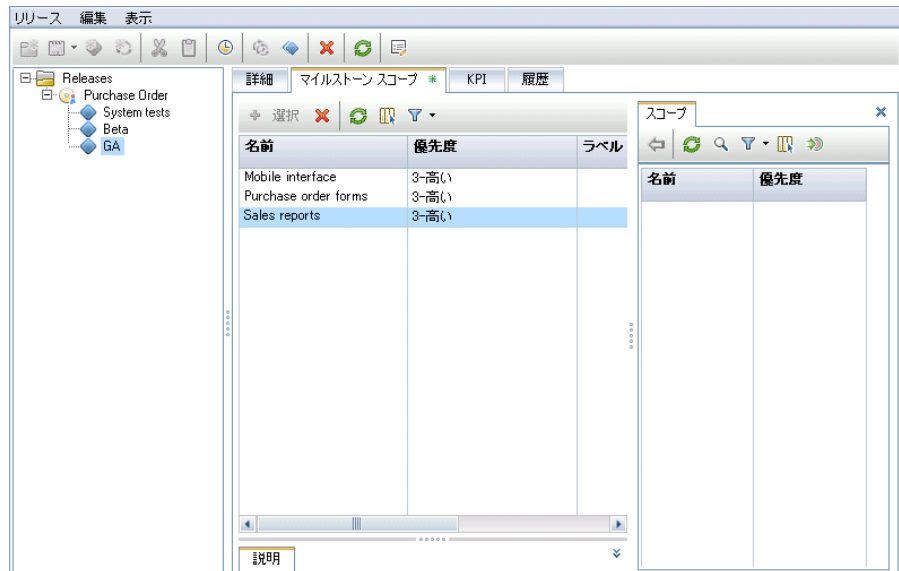 リリース 編集 表示
Releases
Purchase Order
System tests
Beta
GA
詳細 マイルストーン スコープ * KPI 履歴
選択
名前 優先度 ラベル
Mobile interface 3-高い
Purchase order forms 3-高い
Sales reports 3-高い
説明
スコープ
名前 優先度